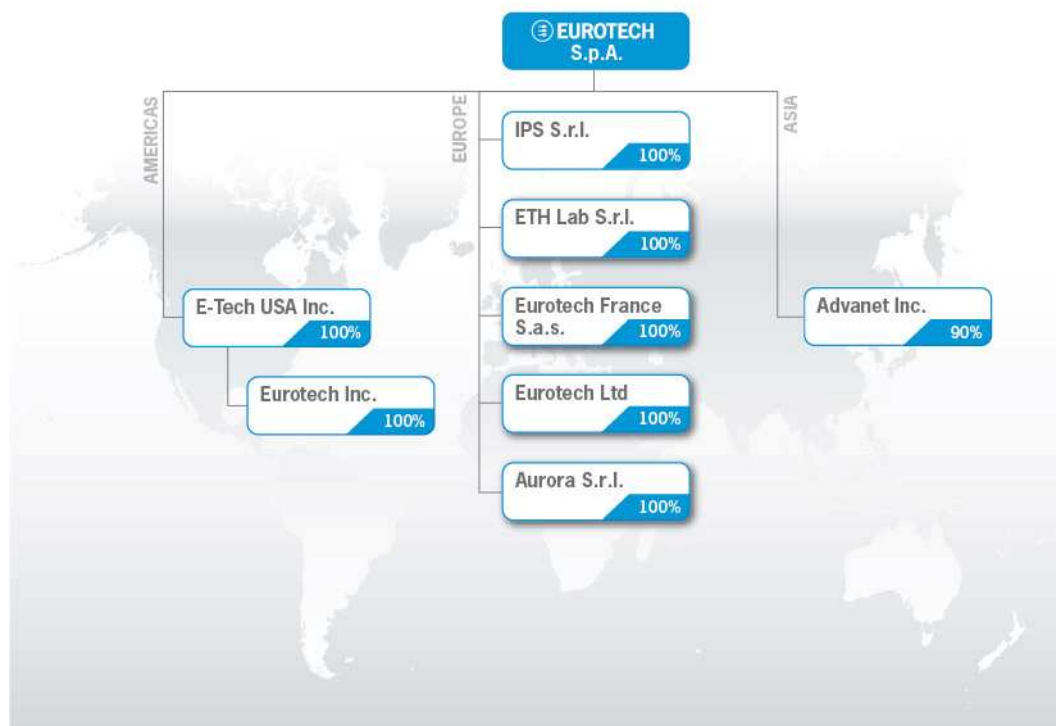 EUROTECH
S.p.A.
AMERICAS
EUROPE
ASIA
IPS S.r.l.
100%
ETH Lab S.r.l.
100%
E-Tech USA Inc.
100%
Eurotech France
S.a.s.
100%
Advanet Inc.
90%
Eurotech Inc.
100%
Eurotech Ltd
100%
Aurora S.r.l.
100%